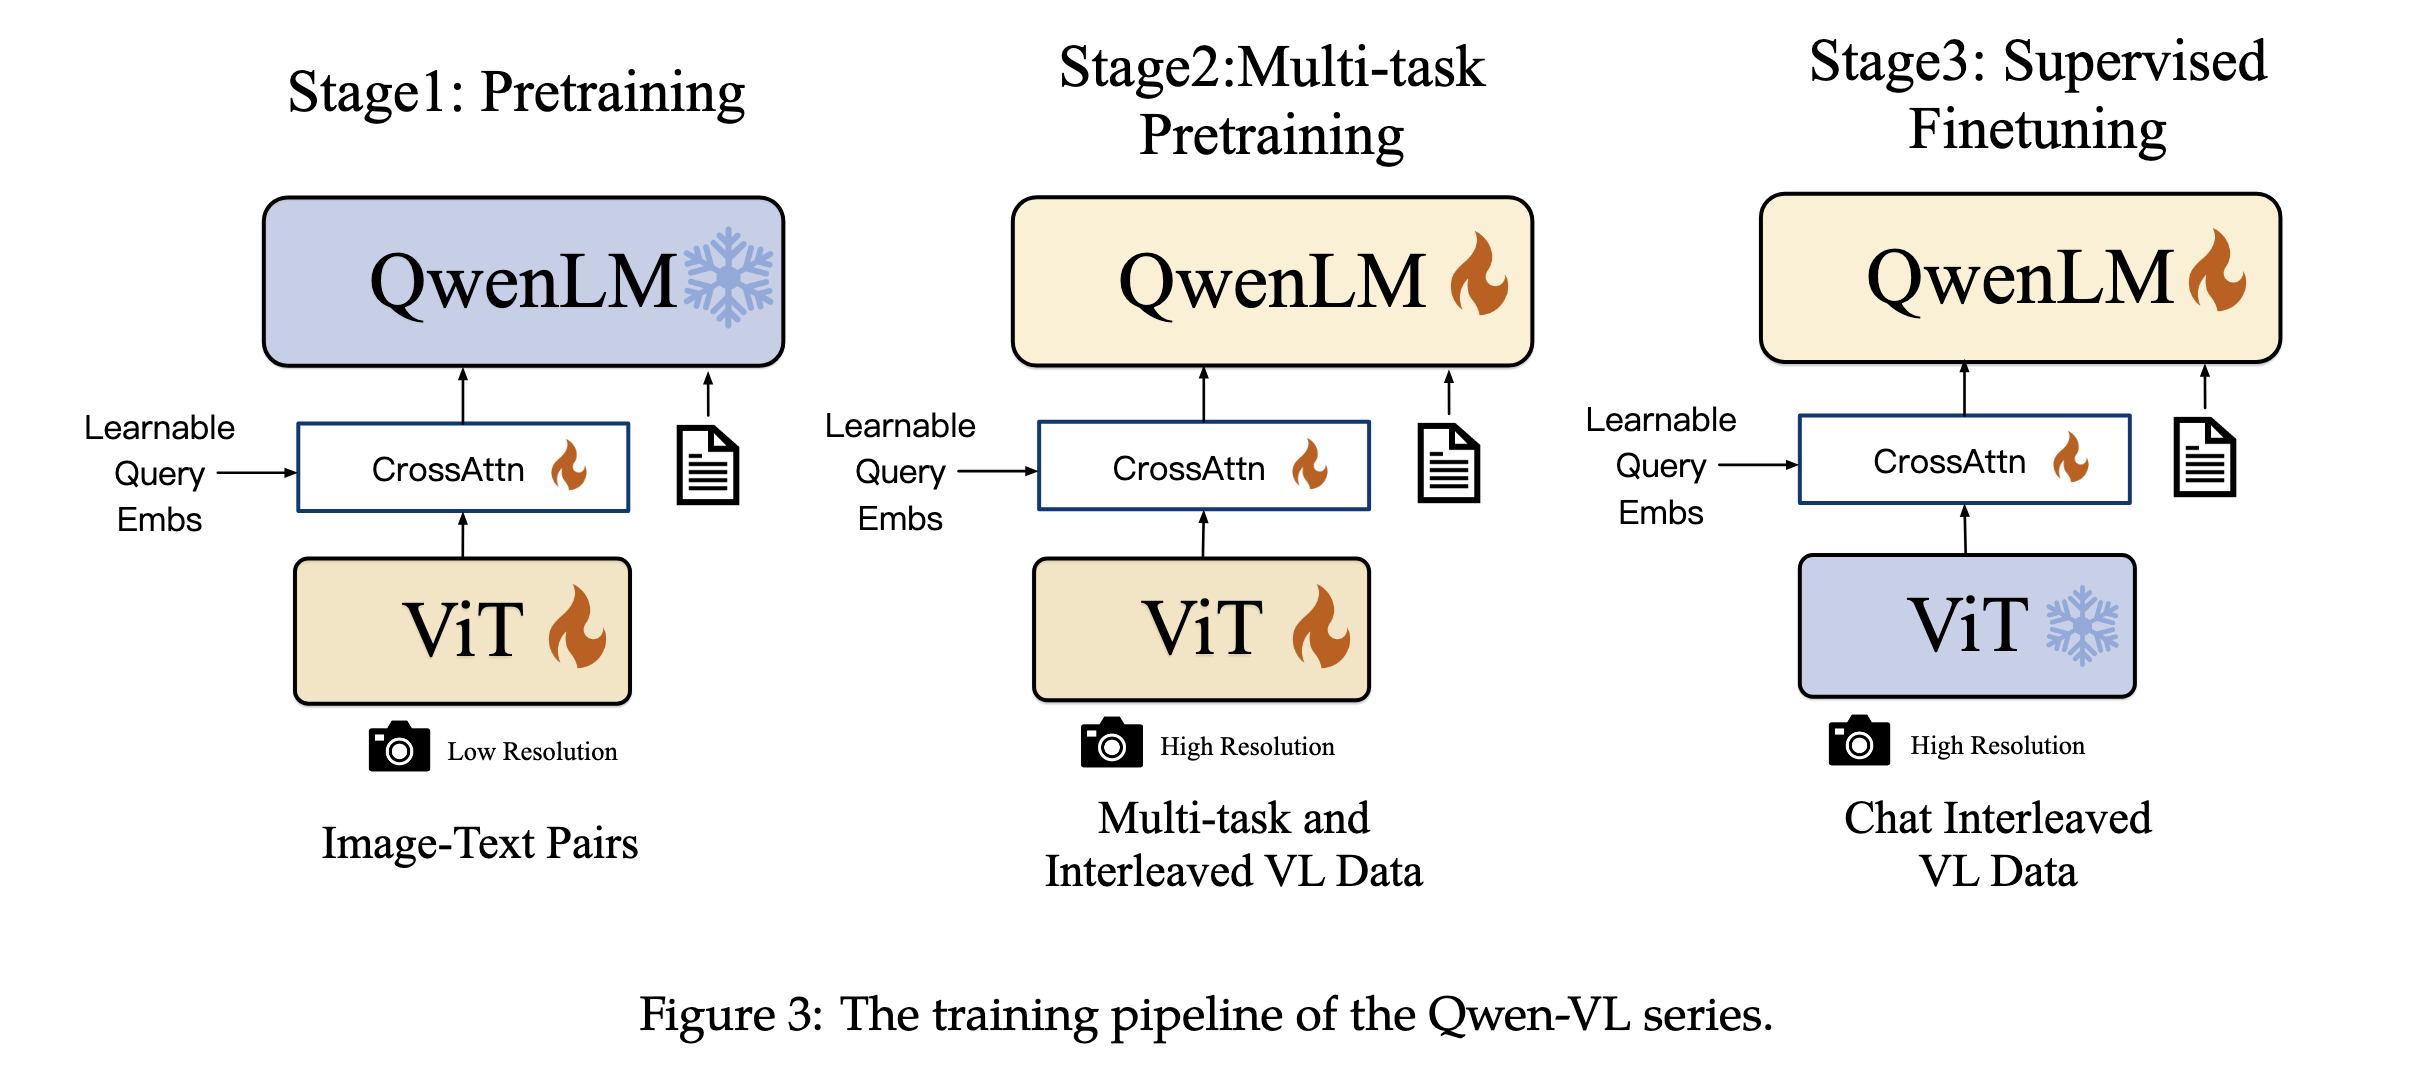 Stage1: Pretraining
QwenLM
Learnable
Query
Embs
CrossAttn
ViT
Low Resolution
Image-Text Pairs
Stage2:Multi-task
Pretraining
QwenLM
Learnable
Query
Embs
CrossAttn
ViT
High Resolution
Multi-task and
Interleaved VL Data
Stage3: Supervised
Finetuning
QwenLM
Learnable
Query
Embs
CrossAttn
ViT
High Resolution
Chat Interleaved
VL Data
Figure 3: The training pipeline of the Qwen-VL series.